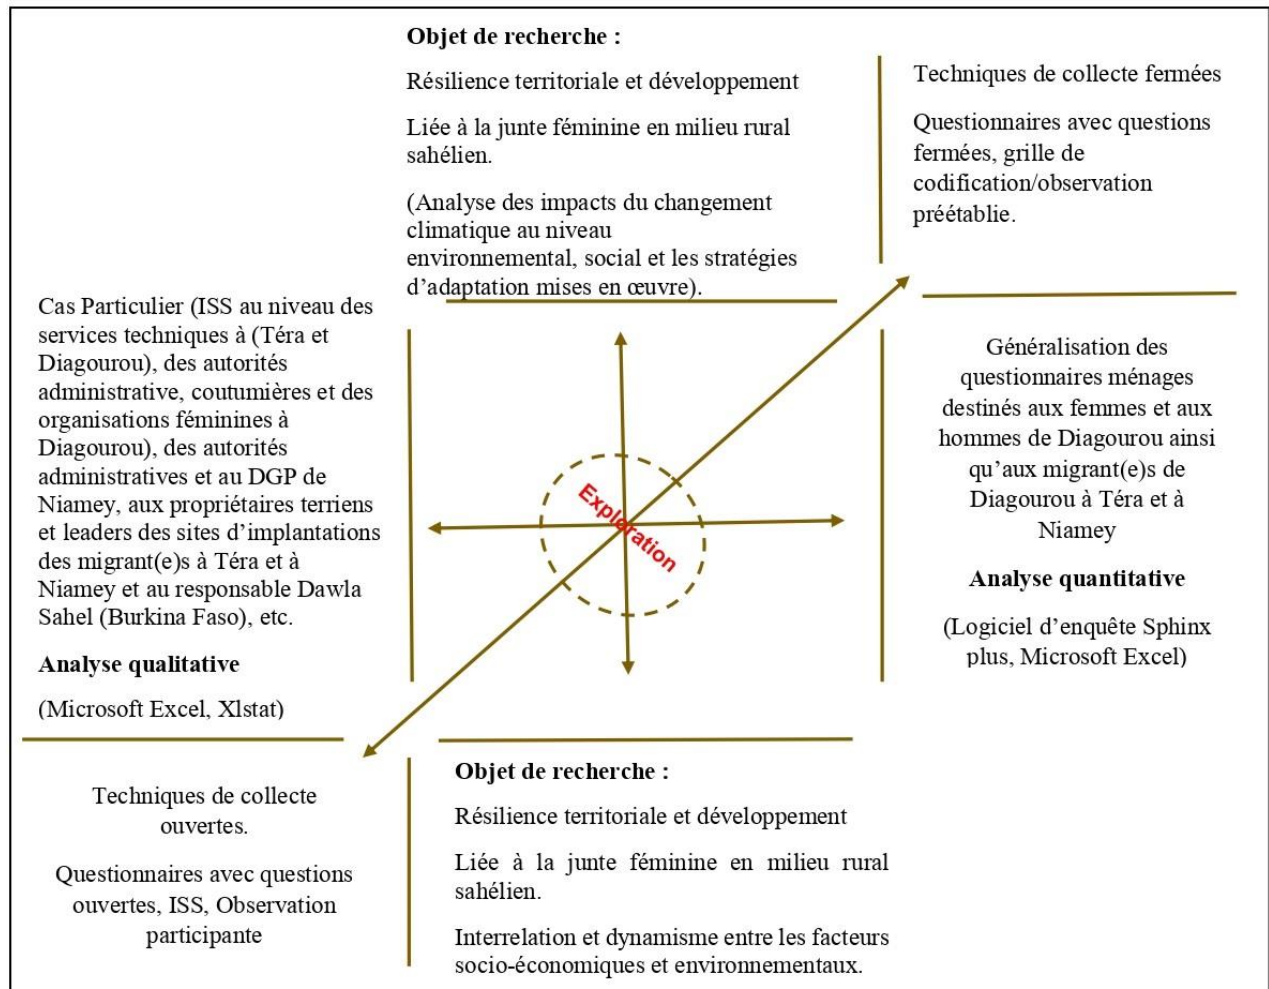 Objet de recherche :
Résilience territoriale et développement
Liée à la junte féminine en milieu rural
sahélien.
(Analyse des impacts du changement
climatique au niveau
environnemental, social et les stratégies
d’adaptation mises en œuvre).
Techniques de collecte fermées
Questionnaires avec questions
fermées, grille de
codification/observation
préétablie.
Cas Particulier (ISS au niveau des
services techniques à (Téra et
Diagourou), des autorités
administrative, coutumières et des
organisations féminines à
Diagourou), des autorités
administratives et au DGP de
Niamey, aux propriétaires terriens
et leaders des sites d’implantations
des migrant(e)s à Téra et à
Niamey et au responsable Dawla
Sahel (Burkina Faso), etc.
Analyse qualitative
(Microsoft Excel, Xlstat)
Exploration
Généralisation des
questionnaires ménages
destinés aux femmes et aux
hommes de Diagourou ainsi
qu’aux migrant(e)s de
Diagourou à Téra et à
Niamey
Analyse quantitative
(Logiciel d’enquête Sphinx
plus, Microsoft Excel)
Techniques de collecte
ouvertes.
Questionnaires avec questions
ouvertes, ISS, Observation
participante
Objet de recherche :
Résilience territoriale et développement
Liée à la junte féminine en milieu rural
sahélien.
Interrelation et dynamisme entre les facteurs
socio-économiques et environnementaux.